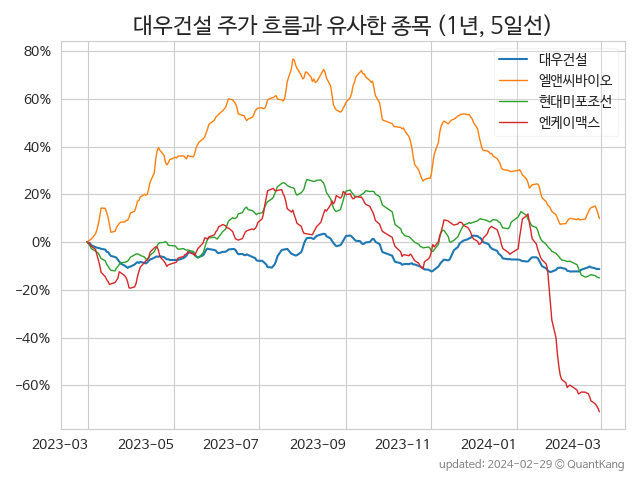 대우건설 주가 흐름과 유사한 종목 (1년, 5일선)
80%
60%
40%
20%
0%
−20%
−40%
−60%
대우건설
엘앤씨바이오
현대미포조선
엔케이맥스
2023-03 2023-05 2023-07 2023-09 2023-11 2024-01 2024-03
updated: 2024-02-29 © QuantKang